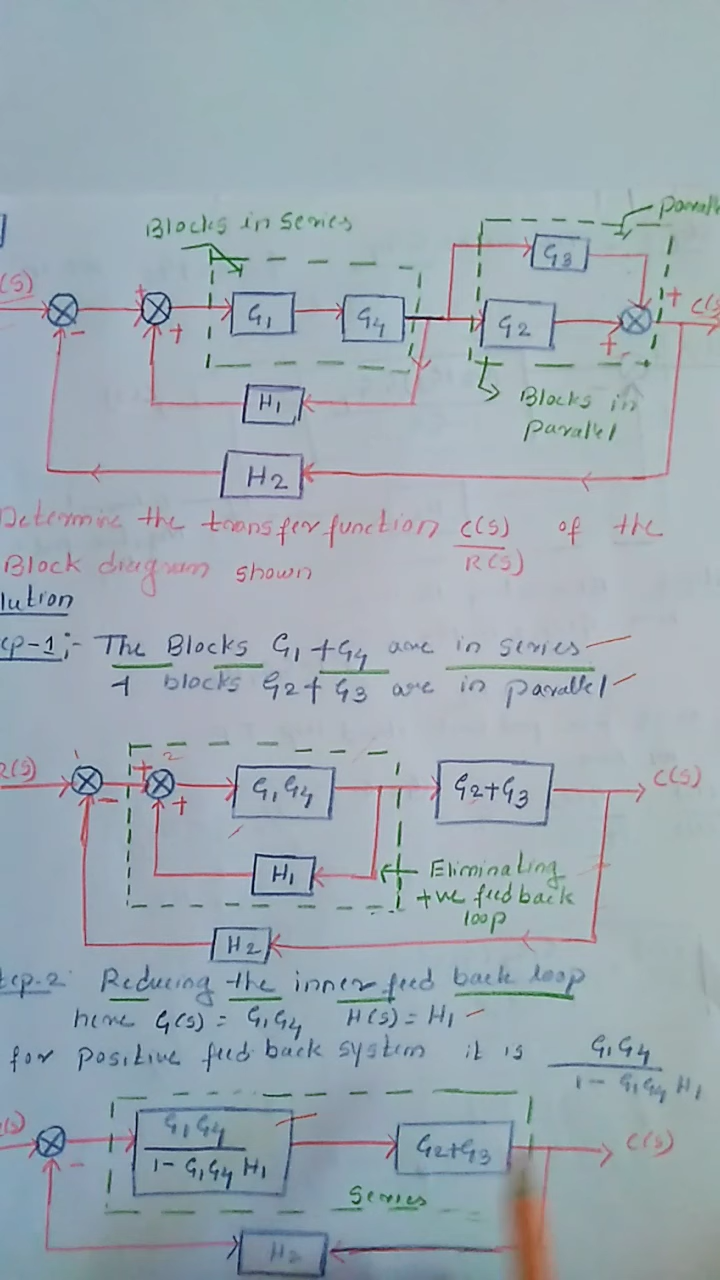 Blocks in series
(S)
+
G1
G4
G3
+
G2
+
-
+
H1
Blocks in
parallel
H2
Determine the transfer function C(S) of the
R(S)
Block diagram shown
lution
ep-1;- The Blocks G1 + G4 are in series
+ blocks G2 + G3 are in parallel
R(S)
1
+
2
-
+
G1G4
G2+G3
C(S)
H1
Eliminating
+ve feed back
loop
H2
tep-2: Reducing the inner feed back loop
here G(S) = G1G4 H(S) = H1
for positive feed back system it is G1G4
1 - G1G4 H1
(S)
-
G1G4
1 - G1G4 H1
G2+G3
C(S)
Series
H2